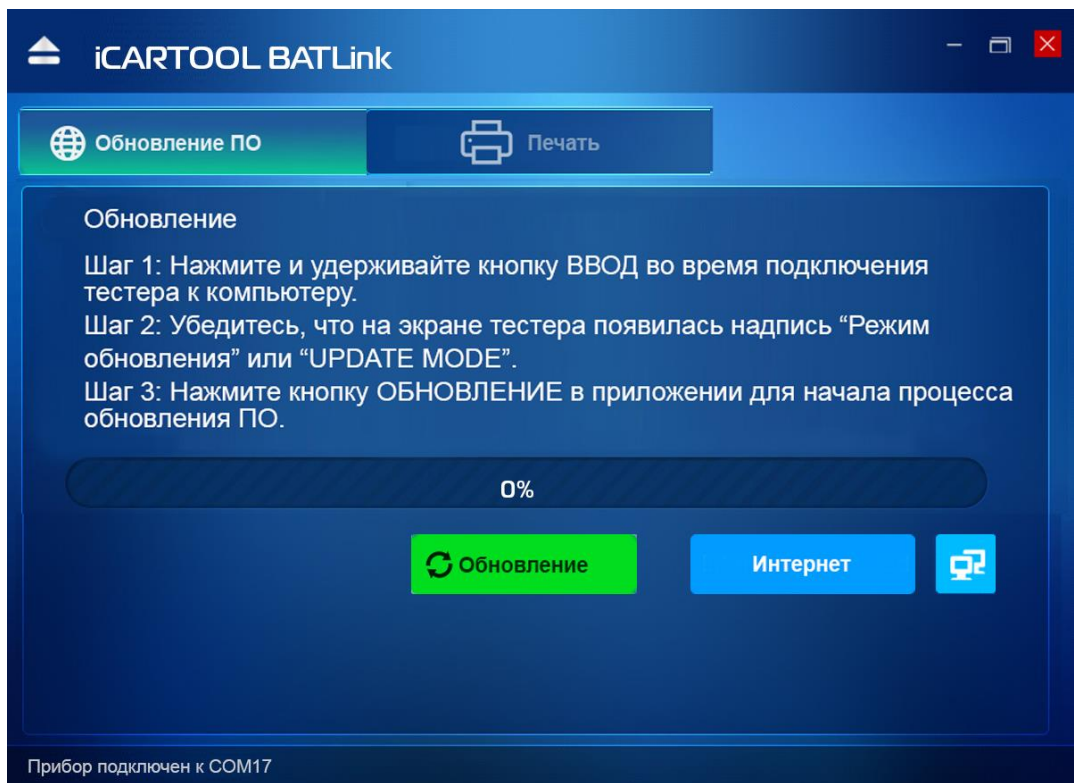 iCARTOOL BATLink
Обновление ПО
Печать
Обновление
Шаг 1: Нажмите и удерживайте кнопку ВВОД во время подключения
тестера к компьютеру.
Шаг 2: Убедитесь, что на экране тестера появилась надпись “Режим
обновления” или “UPDATE MODE”.
Шаг 3: Нажмите кнопку ОБНОВЛЕНИЕ в приложении для начала процесса
обновления ПО.
0%
Обновление
Интернет
Прибор подключен к COM17